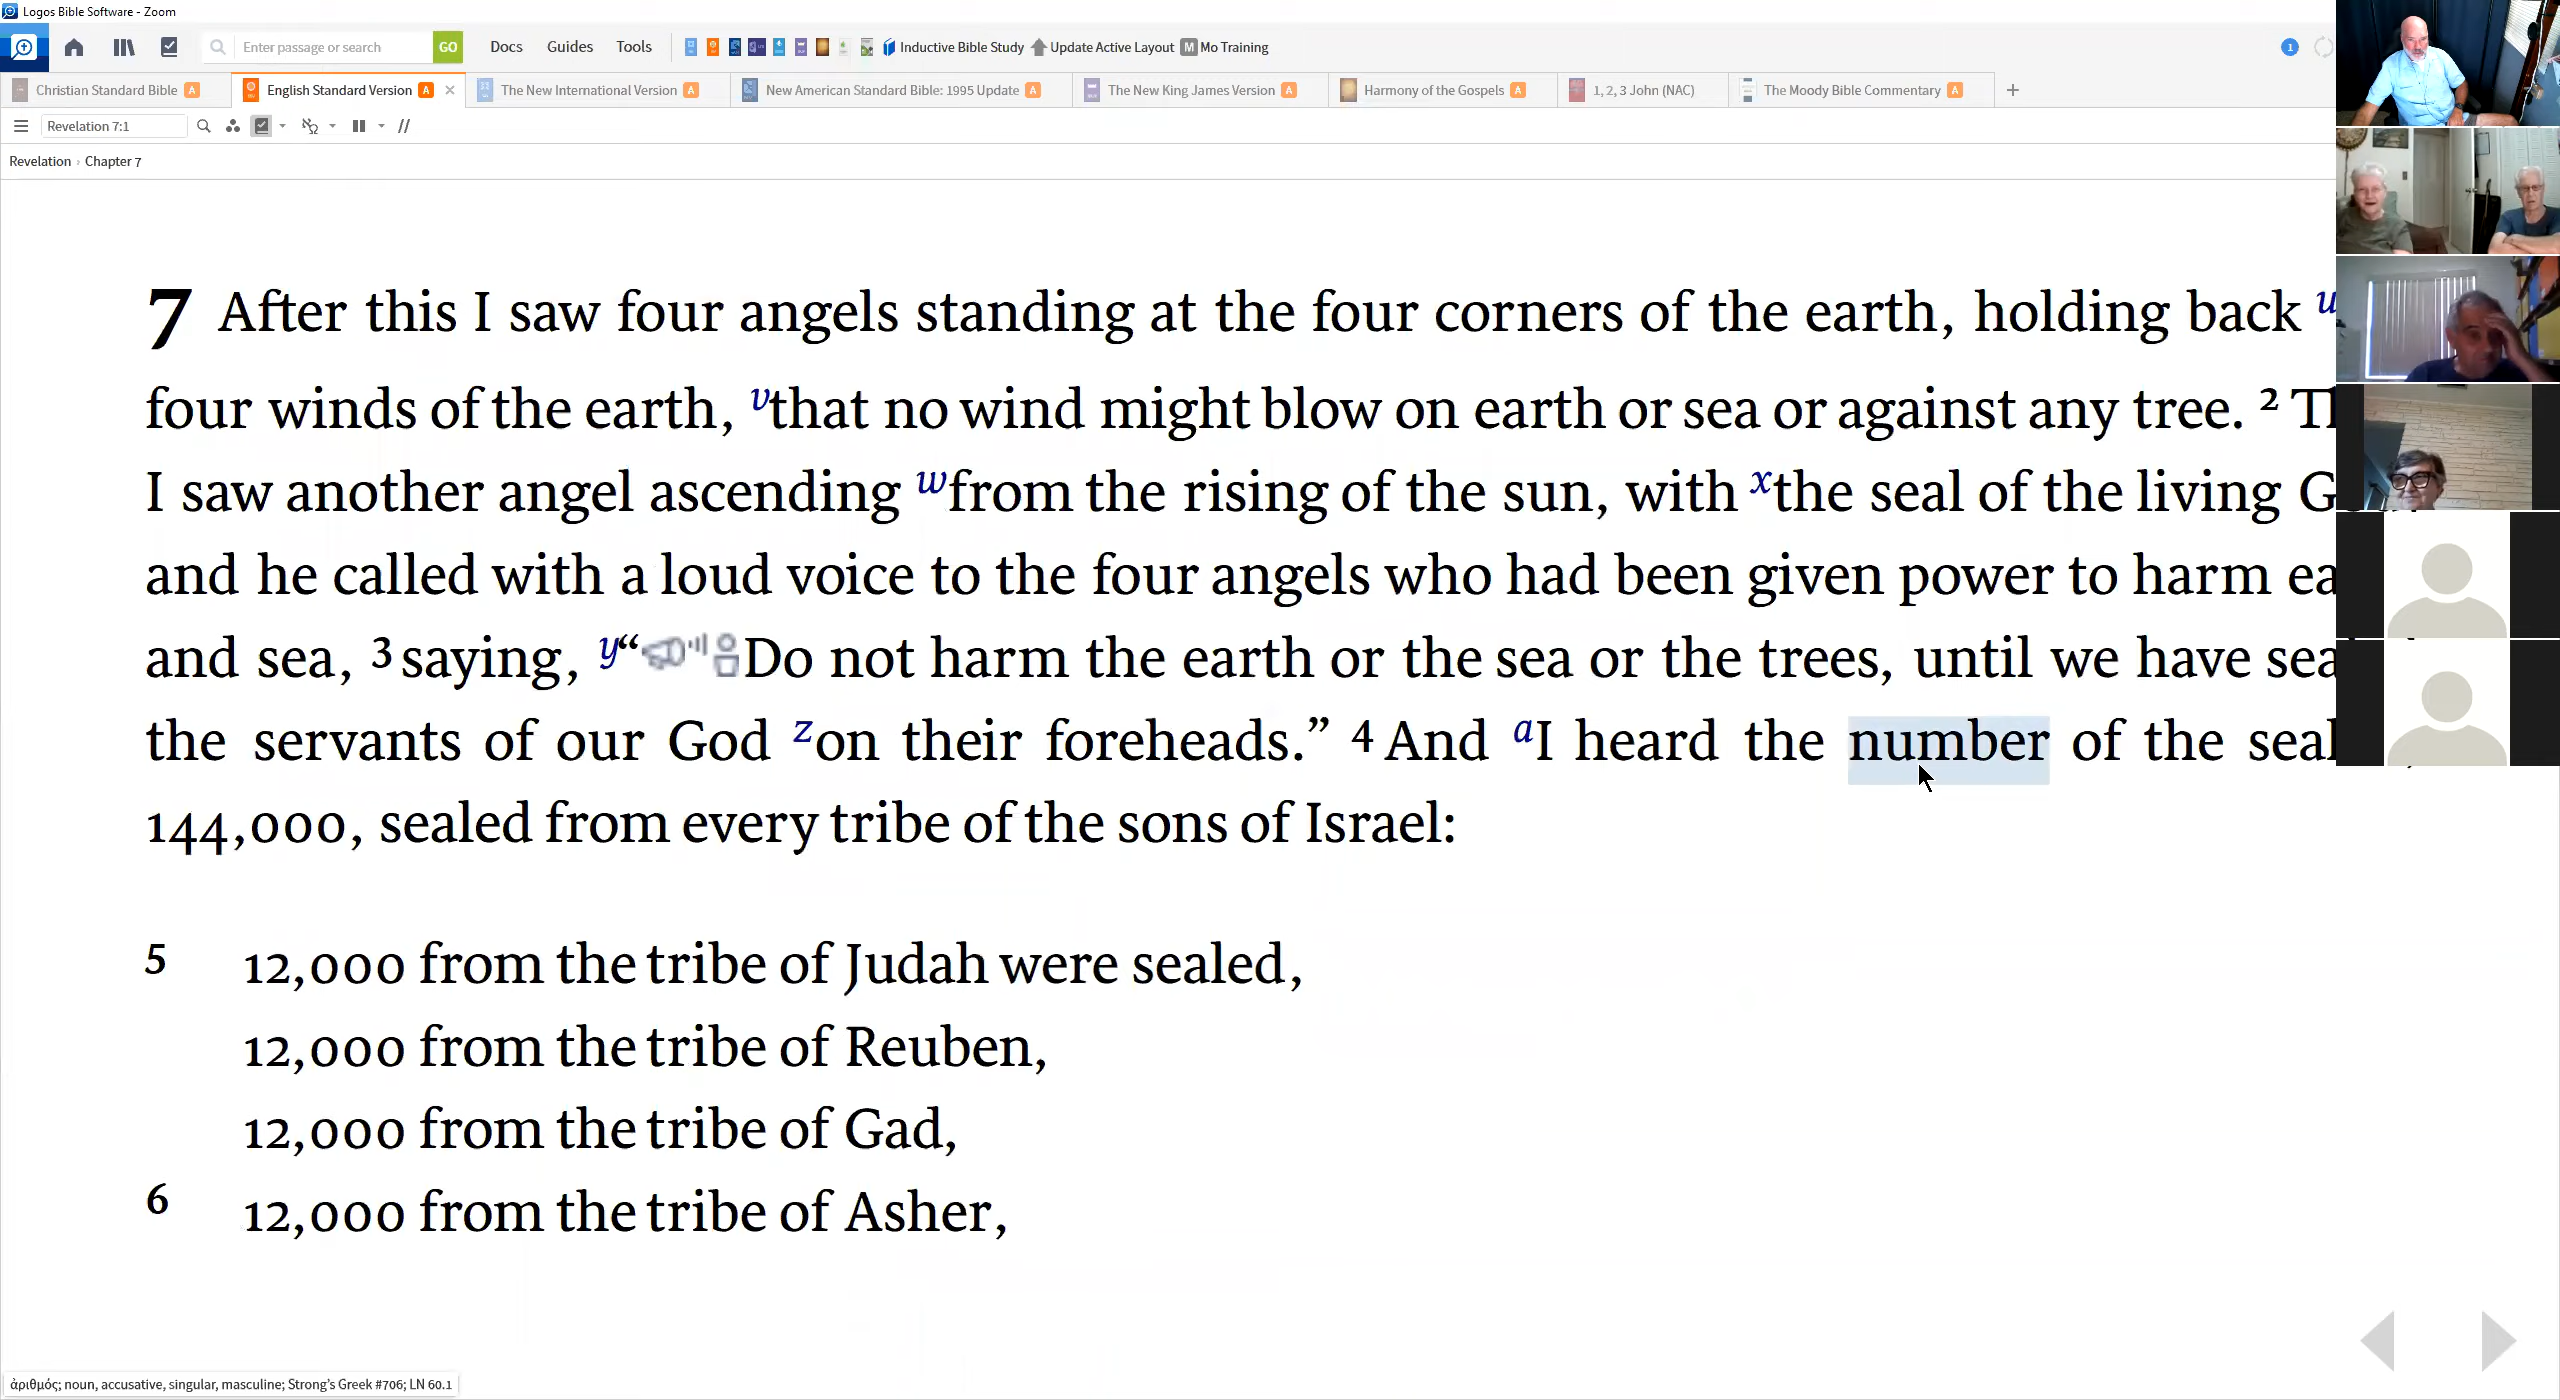 Logos Bible Software - Zoom
Enter passage or search GO Docs Guides Tools Inductive Bible Study Update Active Layout M Mo Training 1
Christian Standard Bible A English Standard Version A The New International Version A New American Standard Bible: 1995 Update A The New King James Version A Harmony of the Gospels A 1, 2, 3 John (NAC) The Moody Bible Commentary A
Revelation 7:1
Revelation › Chapter 7
7 After this I saw four angels standing at the four corners of the earth, holding back u
four winds of the earth, v that no wind might blow on earth or sea or against any tree. 2
I saw another angel ascending w from the rising of the sun, with x the seal of the living
and he called with a loud voice to the four angels who had been given power to harm
and sea, 3 saying, y “Do not harm the earth or the sea or the trees, until we have
the servants of our God z on their foreheads.” 4 And a I heard the number of the
144,000, sealed from every tribe of the sons of Israel:
5 12,000 from the tribe of Judah were sealed,
12,000 from the tribe of Reuben,
12,000 from the tribe of Gad,
6 12,000 from the tribe of Asher,
ἀριθμός; noun, accusative, singular, masculine; Strong's Greek #706; LN 60.1